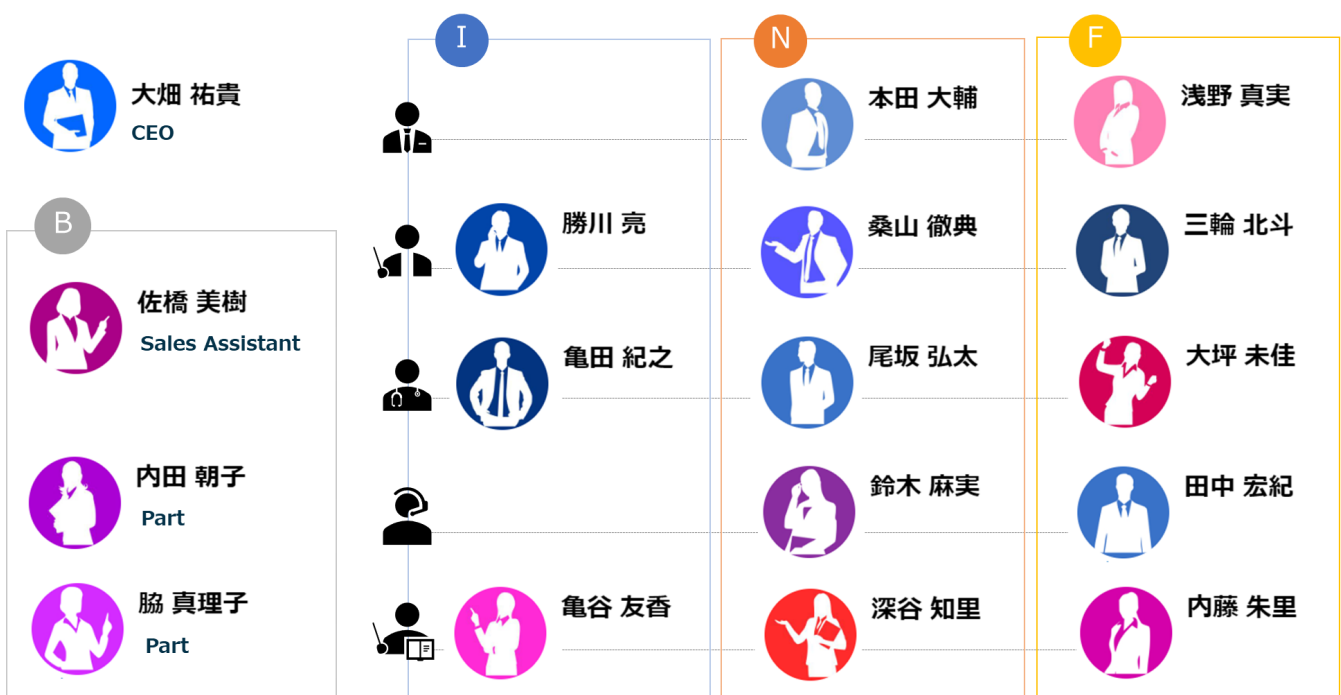 大畑 祐貴
CEO
B
佐橋 美樹
Sales Assistant
内田 朝子
Part
脇 真理子
Part
I
勝川 亮
亀田 紀之
亀谷 友香
N
本田 大輔
桑山 徹典
尾坂 弘太
鈴木 麻実
深谷 知里
F
浅野 真実
三輪 北斗
大坪 未佳
田中 宏紀
内藤 朱里